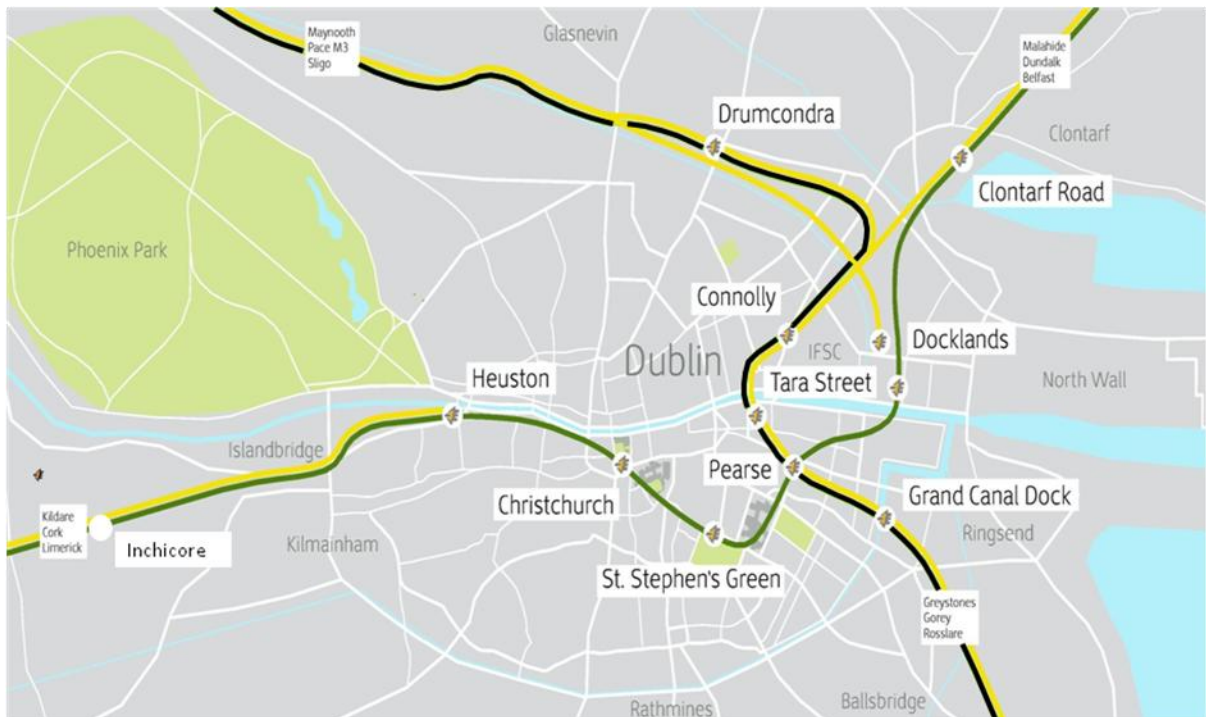 Glasnevin
Maynooth
Pace M3
Sligo
Malahide
Dundalk
Belfast
Drumcondra
Clontarf
Clontarf Road
Phoenix Park
Connolly
Dublin
IFSC
Docklands
Heuston
Tara Street
North Wall
Islandbridge
Pearse
Christchurch
Grand Canal Dock
Kildare
Cork
Limerick
Inchicore
Kilmainham
Ringsend
St. Stephen's Green
Greystones
Gorey
Rosslare
Ballsbridge
Rathmines